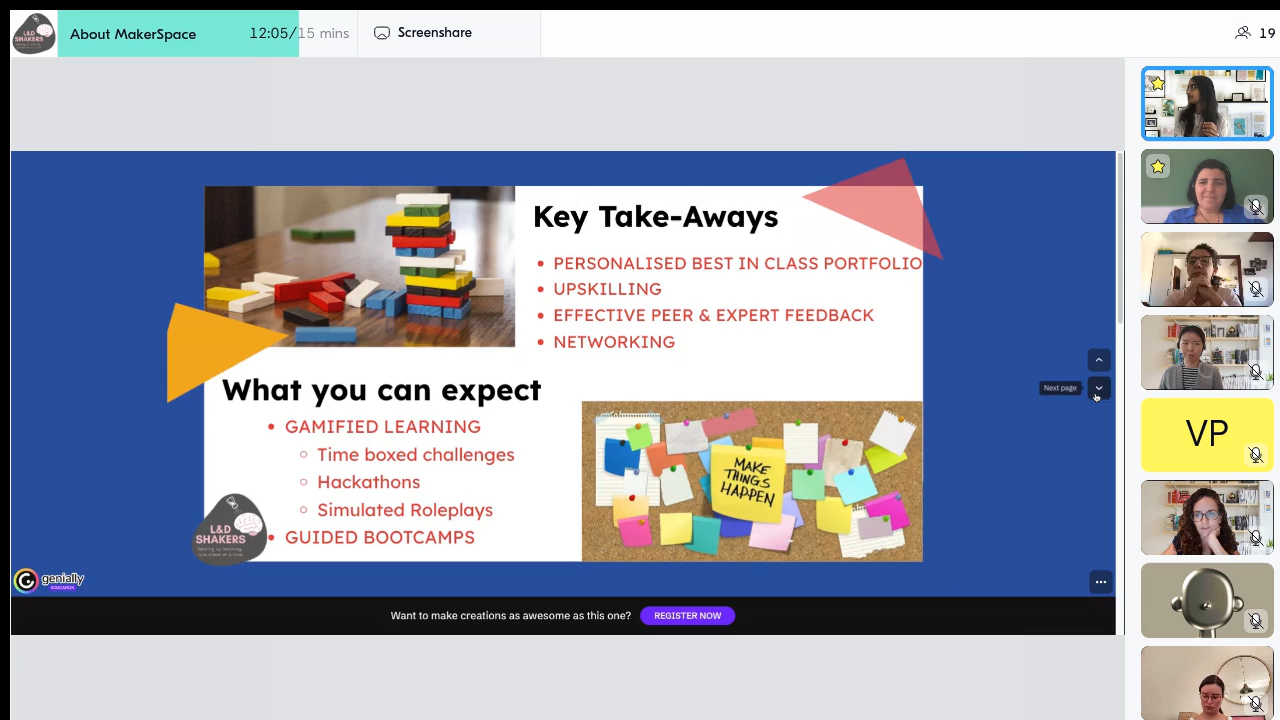 L&D
SHAKERS
About MakerSpace
12:05/15 mins
Screenshare
19
Key Take-Aways
PERSONALISED BEST IN CLASS PORTFOLIO
UPSKILLING
EFFECTIVE PEER & EXPERT FEEDBACK
NETWORKING
What you can expect
GAMIFIED LEARNING
Time boxed challenges
Hackathons
Simulated Roleplays
GUIDED BOOTCAMPS
MAKE
THINGS
HAPPEN
L&D
SHAKERS
Next page
VP
genially
EDUCATION
Want to make creations as awesome as this one?
REGISTER NOW